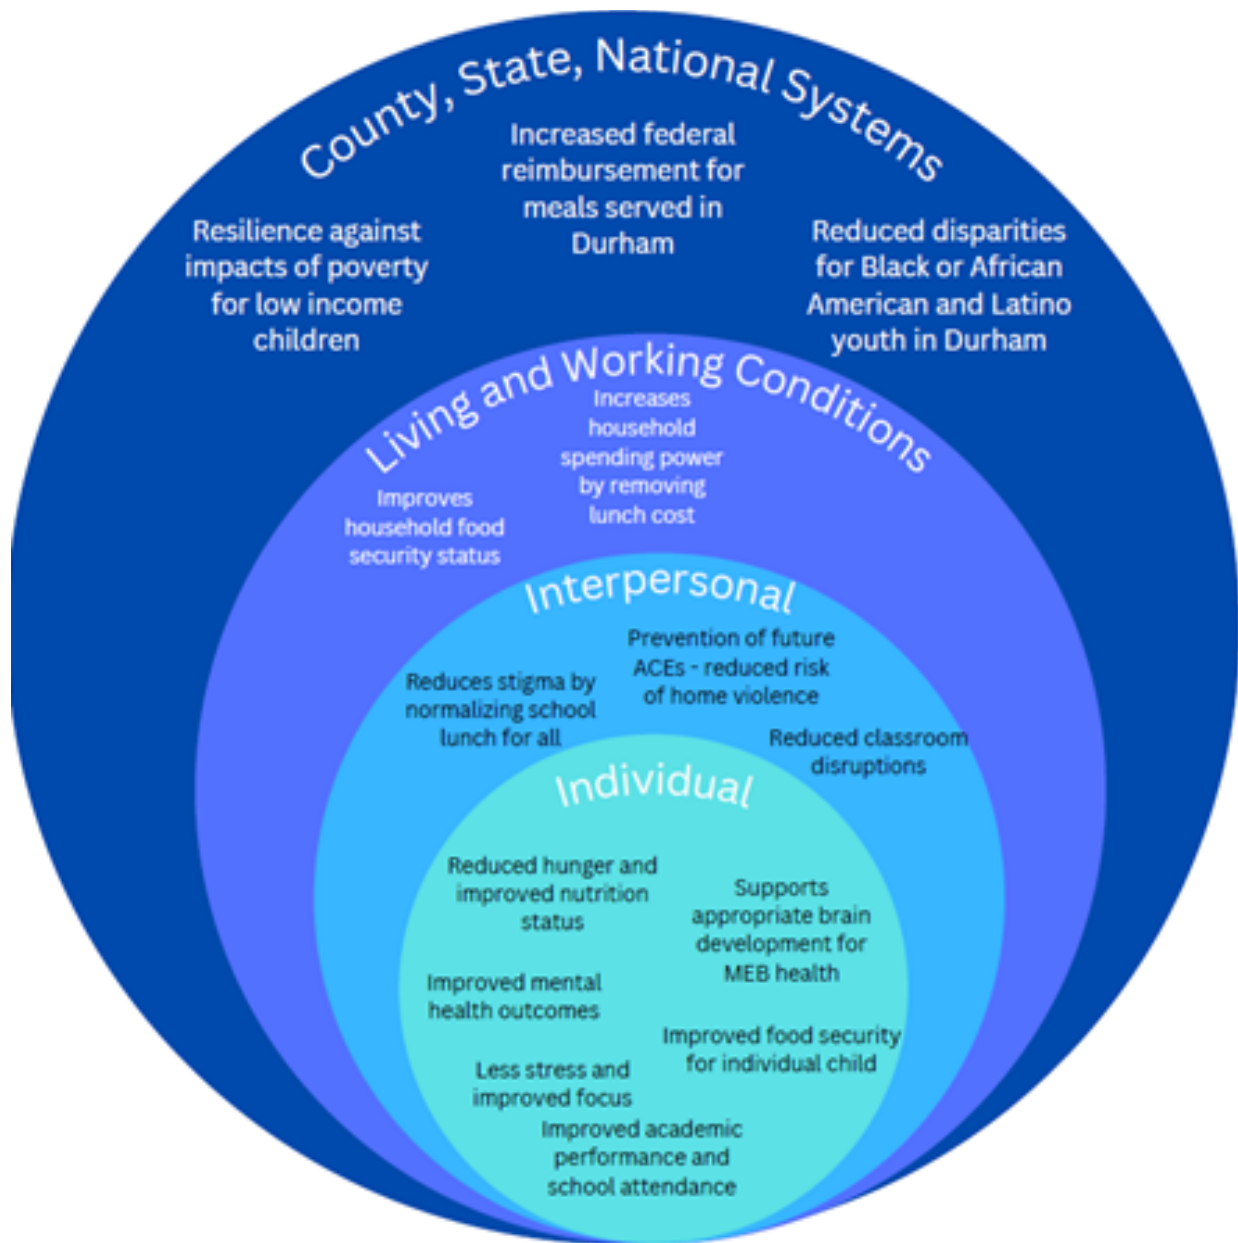 County, State, National Systems
Increased federal
reimbursement for
meals served in
Durham
Resilience against
impacts of poverty
for low income
children
Reduced disparities
for Black or African
American and Latino
youth in Durham
Living and Working Conditions
Increases
household
spending power
by removing
lunch cost
Improves
household food
security status
Interpersonal
Prevention of future
ACEs - reduced risk
of home violence
Reduces stigma by
normalizing school
lunch for all
Reduced classroom
disruptions
Individual
Reduced hunger and
improved nutrition
status
Supports
appropriate brain
development for
MEB health
Improved mental
health outcomes
Improved food security
for individual child
Less stress and
improved focus
Improved academic
performance and
school attendance